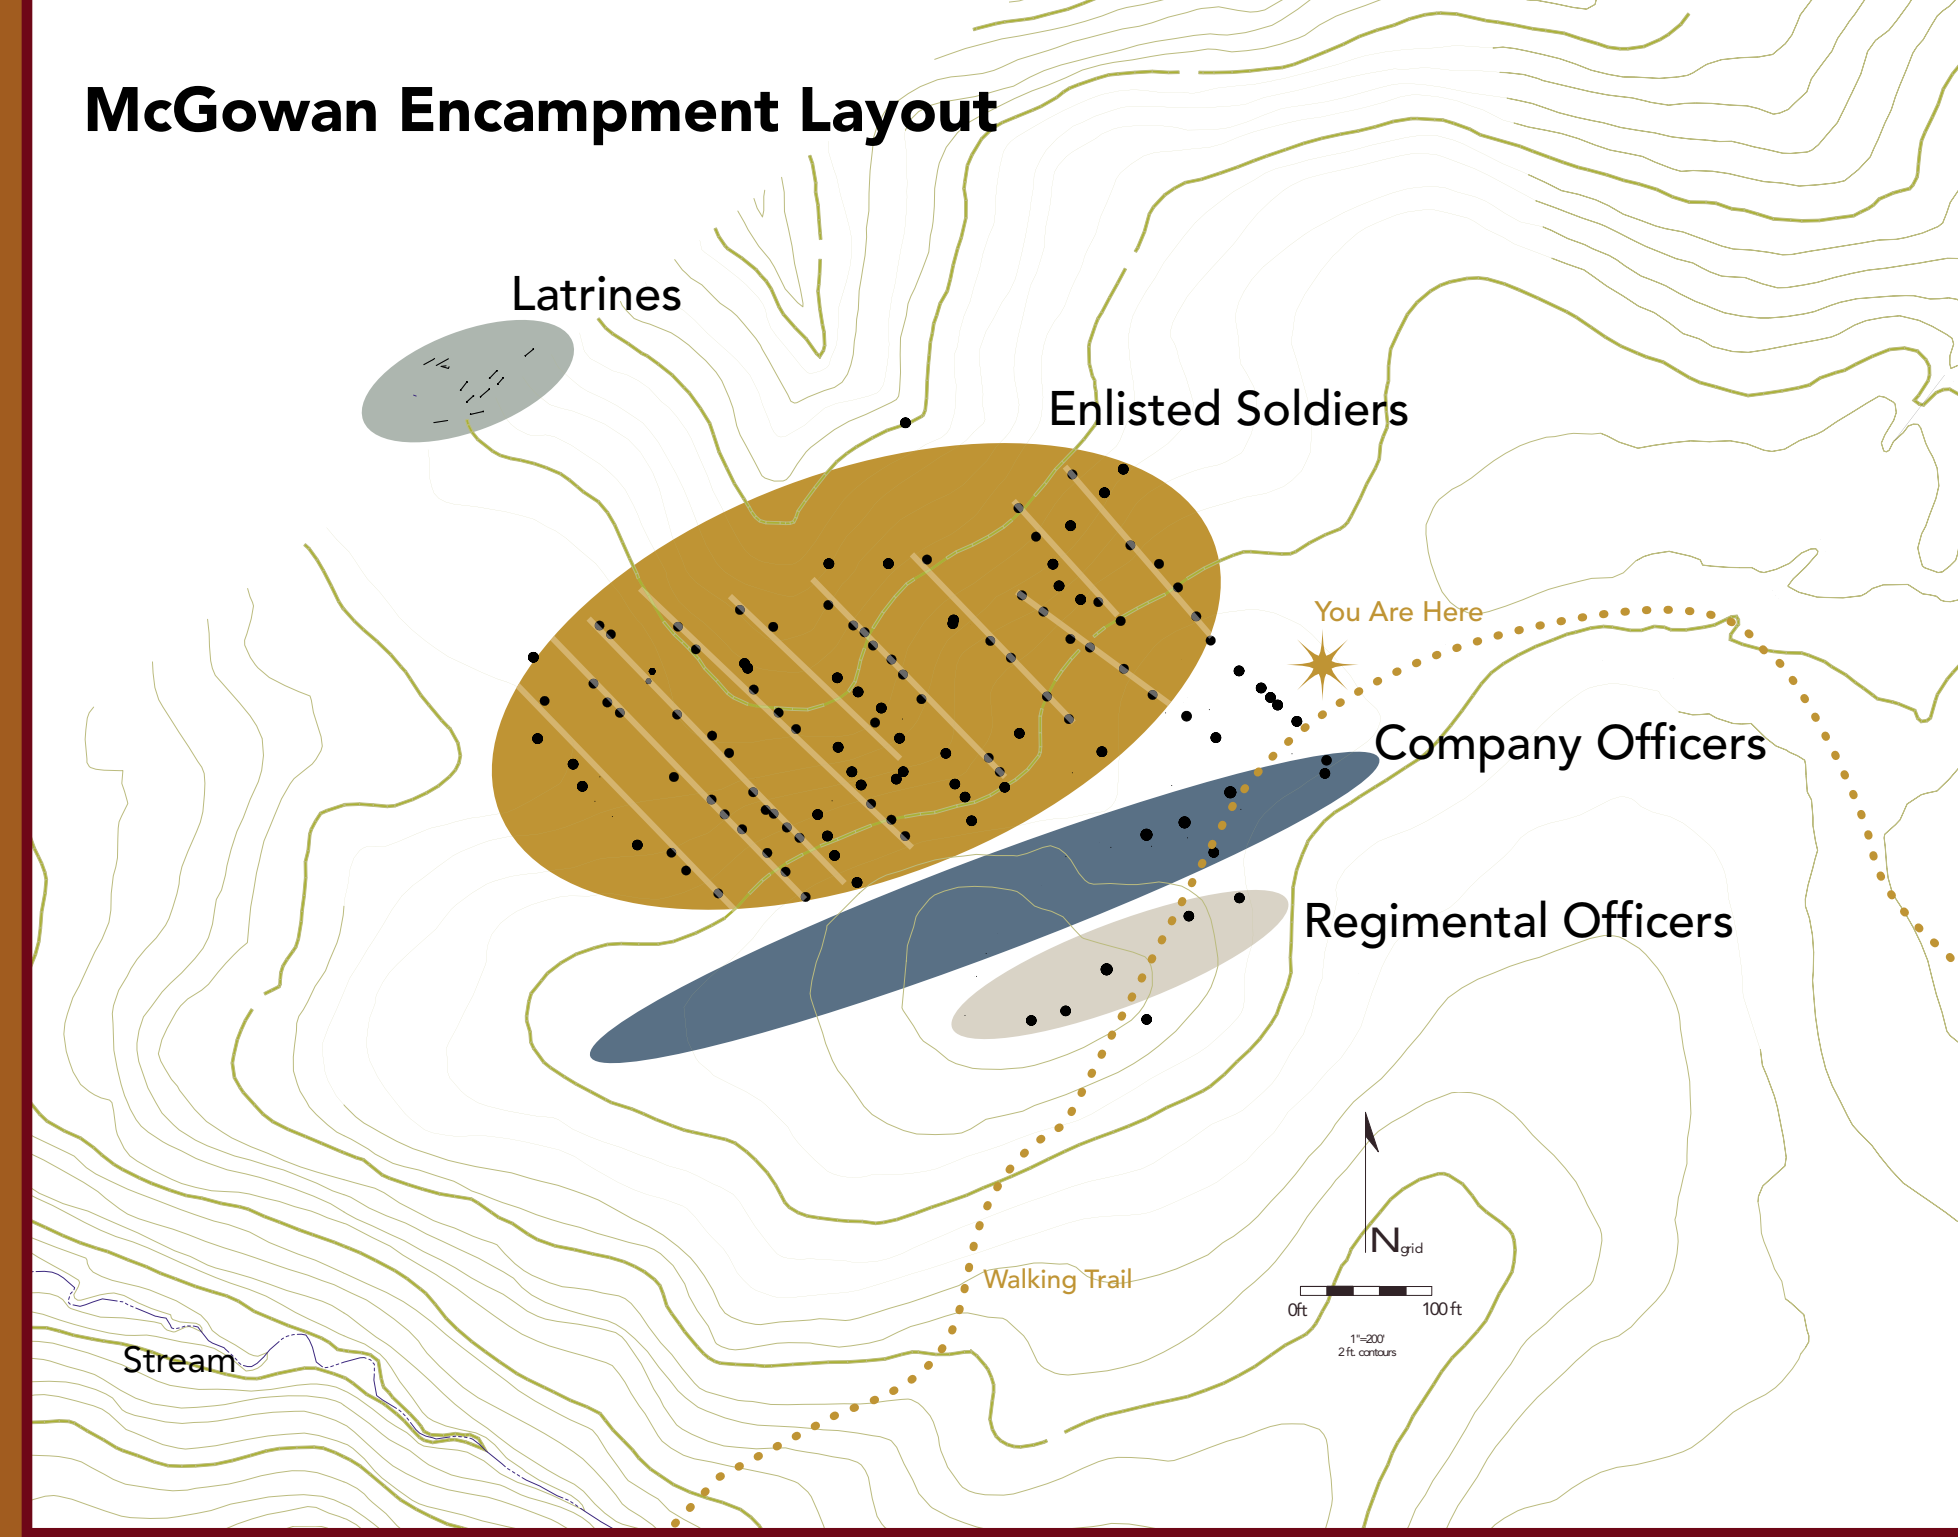 McGowan Encampment Layout
Latrines
Enlisted Soldiers
You Are Here
Company Officers
Regimental Officers
Walking Trail
Ngrid
0ft 100 ft
1"=200'
2 ft. contours
Stream